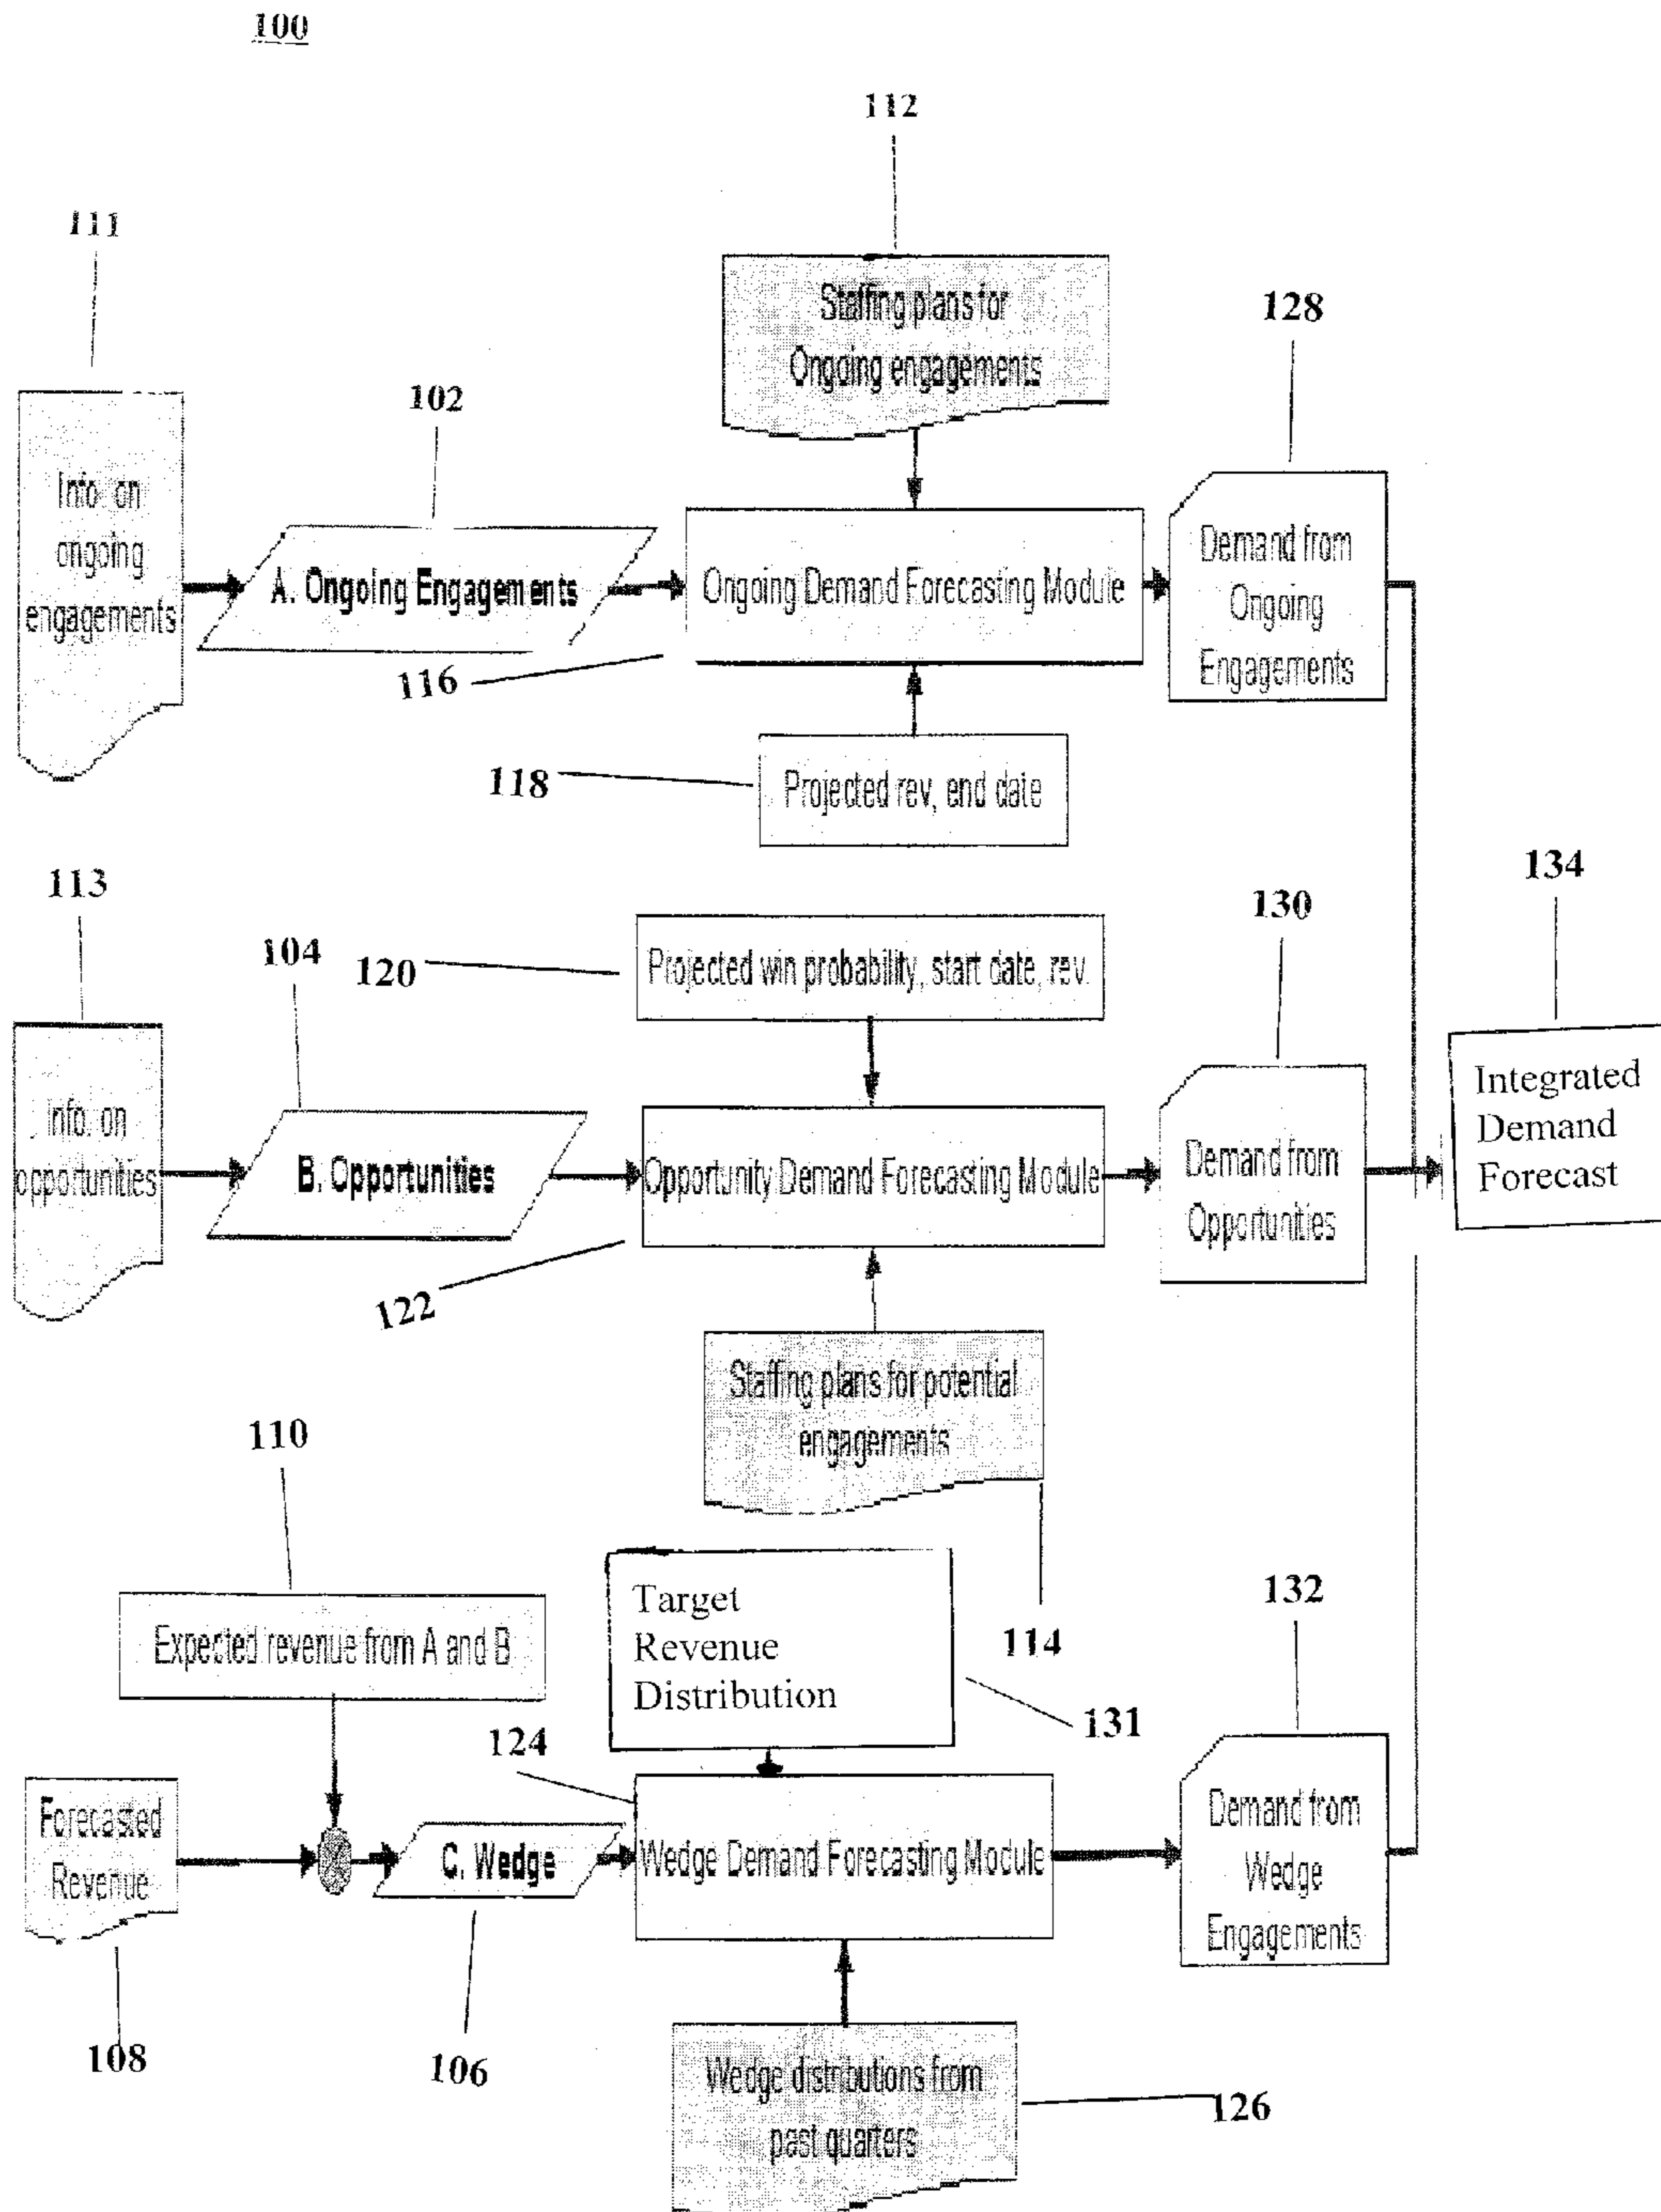 100
112
111
Staffing plans for
Ongoing engagements
128
102
Info. on
ongoing
engagements
A. Ongoing Engagements
Ongoing Demand Forecasting Module
Demand from
Ongoing
Engagements
116
118
Projected rev, end date
113
134
130
104
120
Projected win probability, start date, rev.
Info. on
opportunities
B. Opportunities
Opportunity Demand Forecasting Module
Demand from
Opportunities
Integrated
Demand
Forecast
122
Staffing plans for potential
engagements
110
Expected revenue from A and B
Target
Revenue
Distribution
114
132
131
124
Forecasted
Revenue
C. Wedge
Wedge Demand Forecasting Module
Demand from
Wedge
Engagements
108
106
Wedge distributions from
past quarters
126